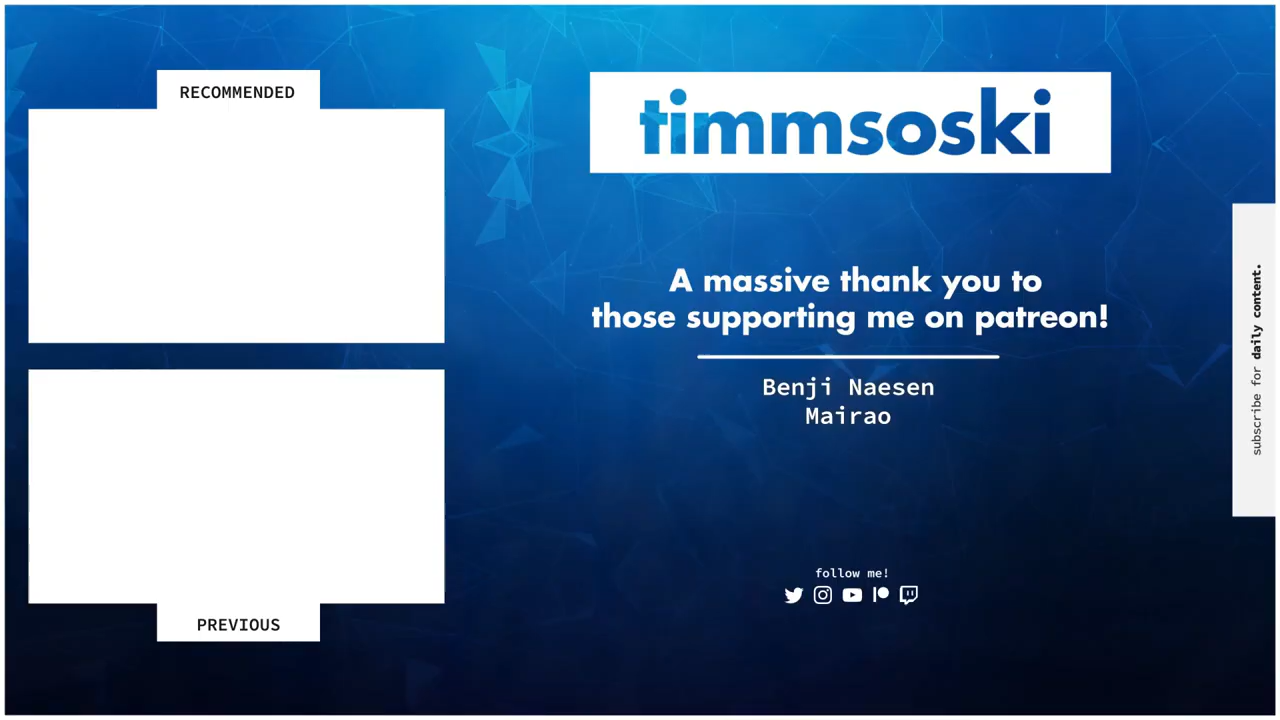 RECOMMENDED
PREVIOUS
timmsoski
A massive thank you to
those supporting me on patreon!
Benji Naesen
Mairao
follow me!
subscribe for daily content.